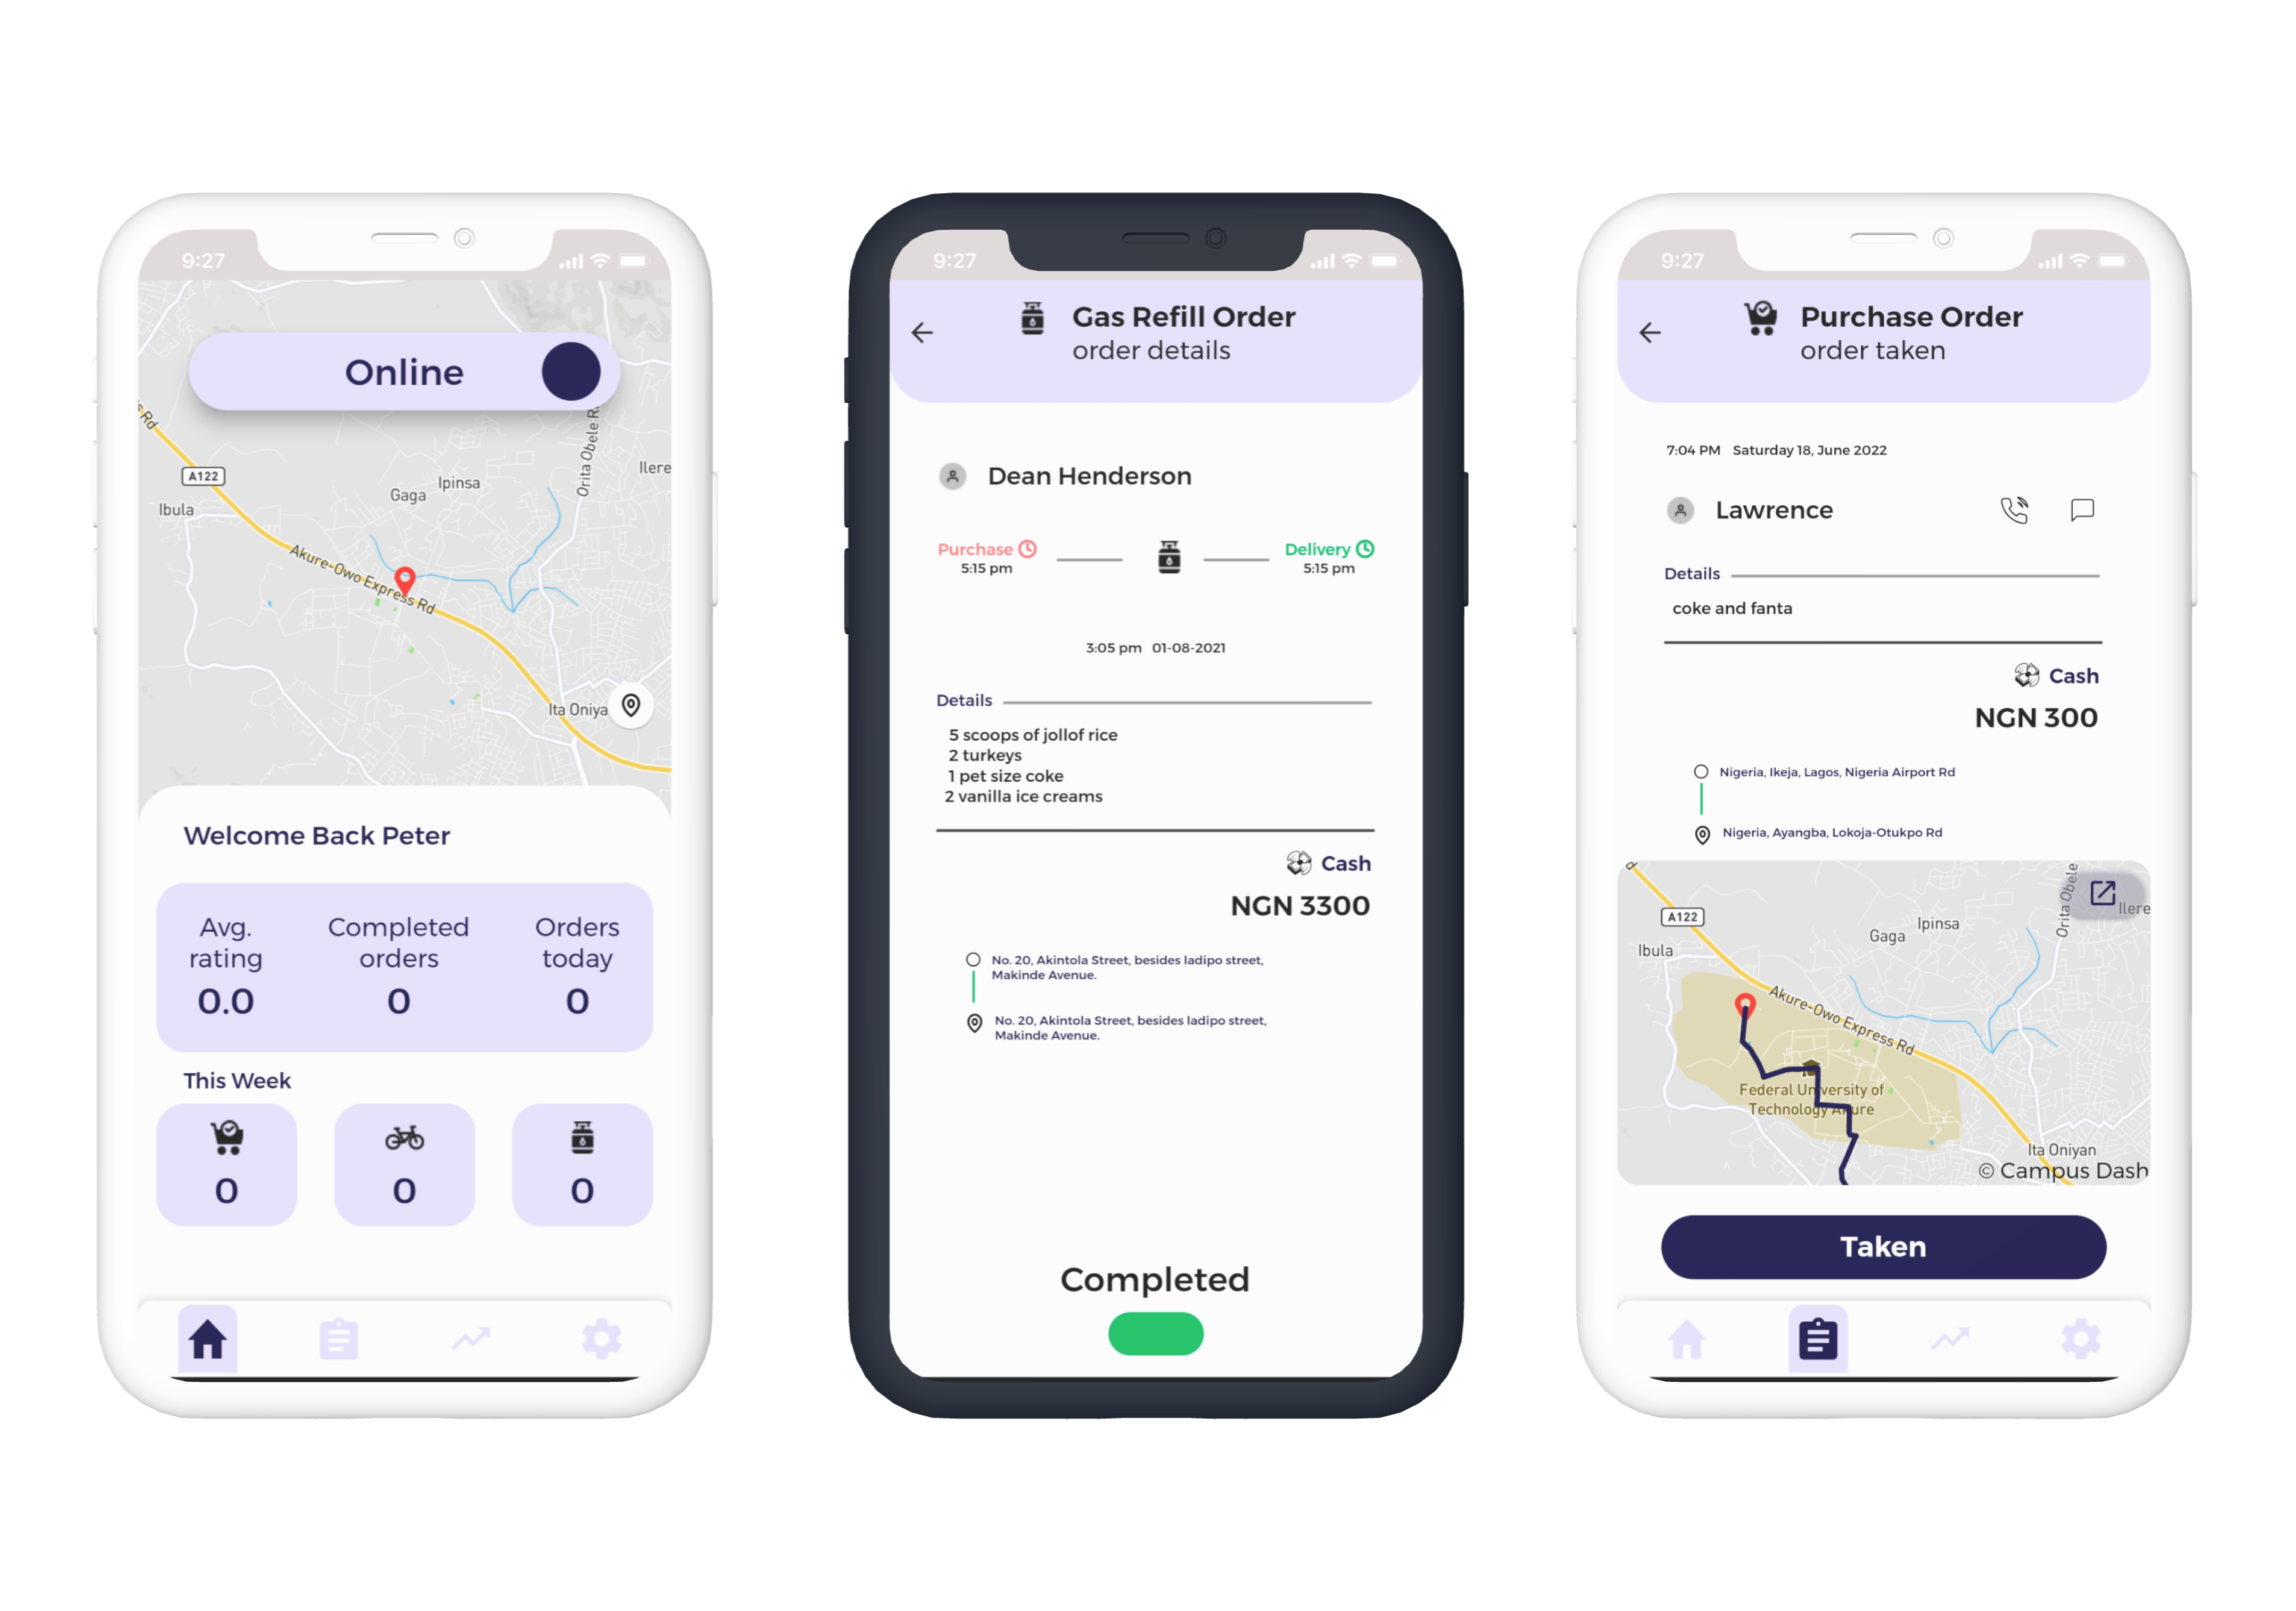 9:27
Online
s Rd
A122
Ibula
Gaga
Ipinsa
Orita Obele R
Ilere
Akure-Owo Express Rd
Ita Oniya
Welcome Back Peter
Avg. rating
0.0
Completed orders
0
Orders today
0
This Week
0
0
0
9:27
Gas Refill Order
order details
Dean Henderson
Purchase
5:15 pm
Delivery
5:15 pm
3:05 pm 01-08-2021
Details
5 scoops of jollof rice
2 turkeys
1 pet size coke
2 vanilla ice creams
Cash
NGN 3300
No. 20, Akintola Street, besides ladipo street,
Makinde Avenue.
No. 20, Akintola Street, besides ladipo street,
Makinde Avenue.
Completed
9:27
Purchase Order
order taken
7:04 PM Saturday 18, June 2022
Lawrence
Details
coke and fanta
Cash
NGN 300
Nigeria, Ikeja, Lagos, Nigeria Airport Rd
Nigeria, Ayangba, Lokoja-Otukpo Rd
d
A122
Ibula
Gaga
Ipinsa
Orita Obele
Ilere
Akure-Owo Express Rd
Federal University of
Technology Akure
Ita Oniyan
© Campus Dash
Taken